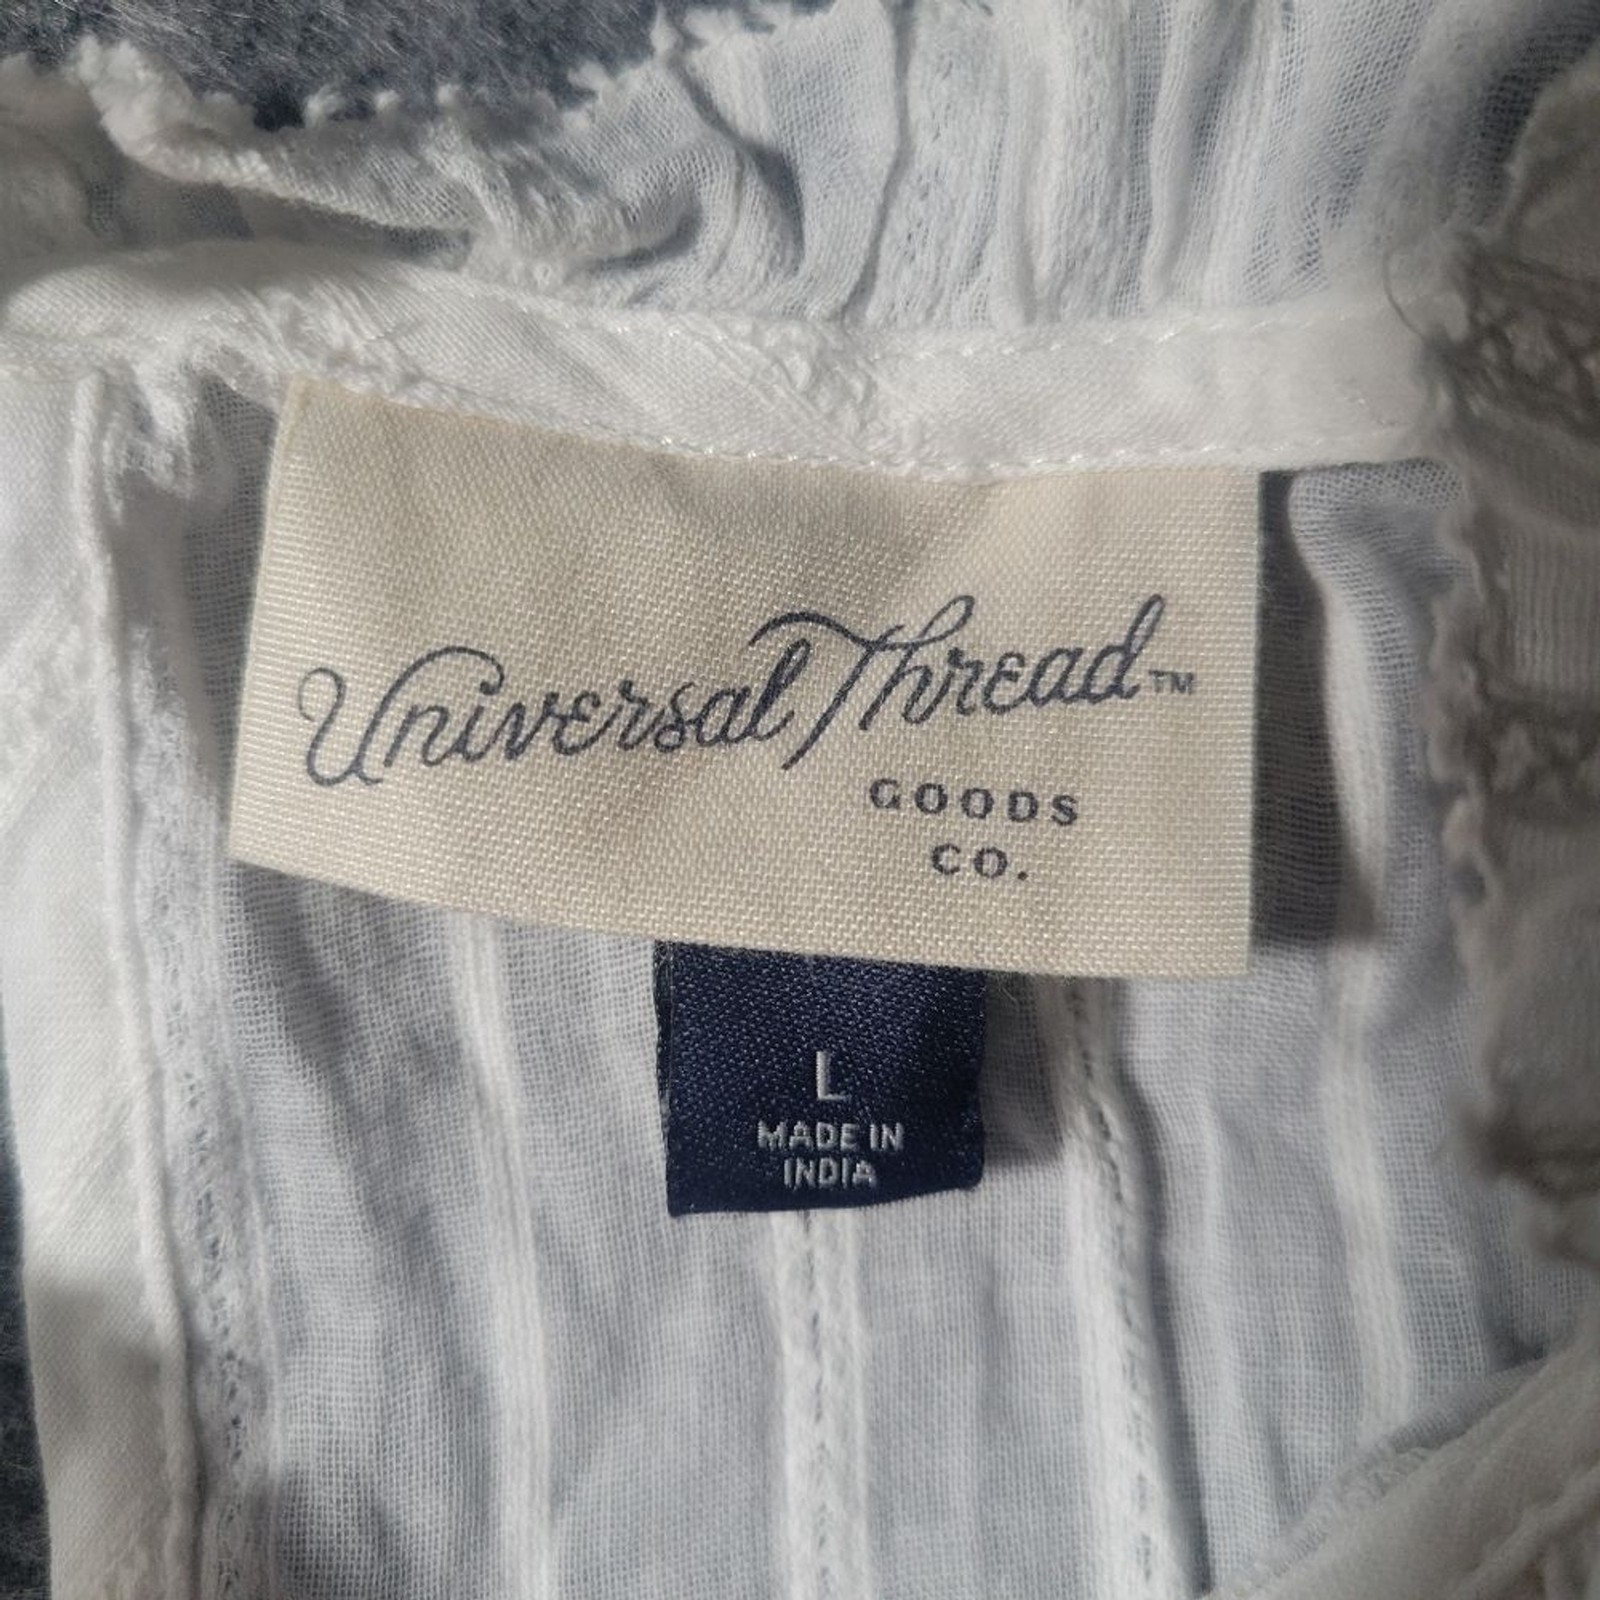 Universal Thread™
GOODS
CO.
L
MADE IN
INDIA